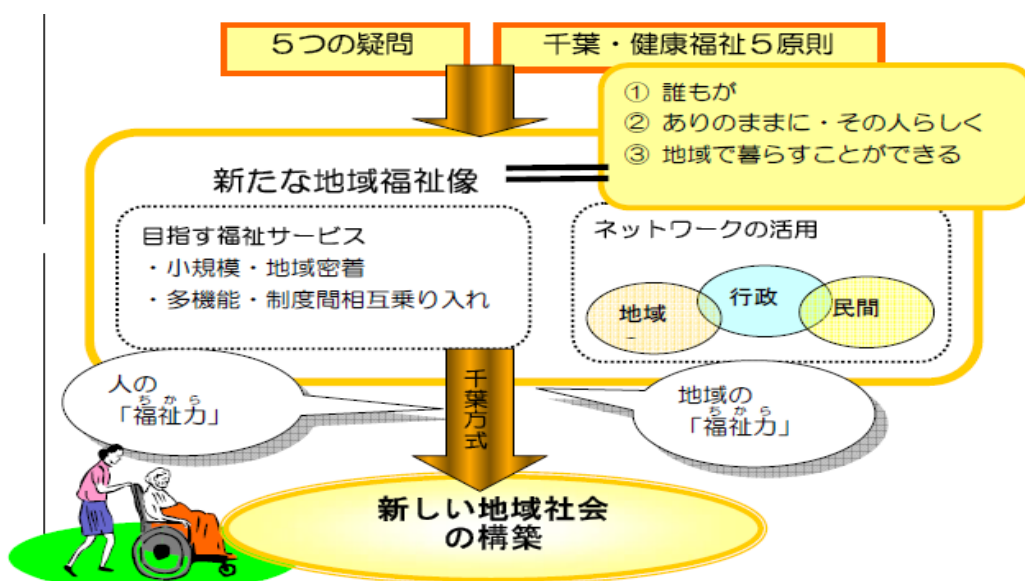 5つの疑問
千葉・健康福祉5原則
① 誰もが
② ありのままに・その人らしく
③ 地域で暮らすことができる
新たな地域福祉像
目指す福祉サービス
・小規模・地域密着
・多機能・制度間相互乗り入れ
ネットワークの活用
地域
行政
民間
人の
「福祉力」
ちから
千葉方式
地域の
「福祉力」
ちから
新しい地域社会
の構築